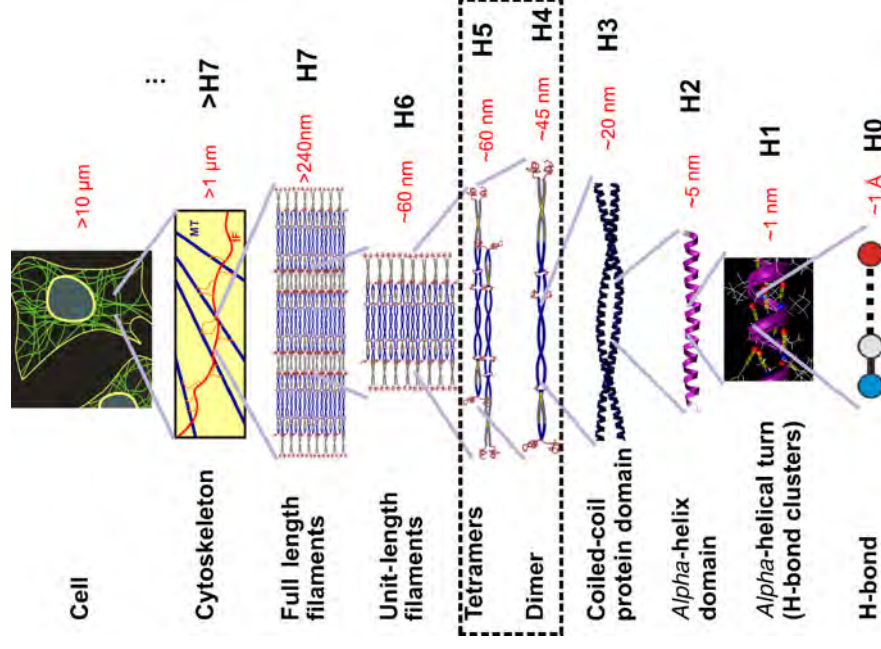 Cell
>10 µm
⋮
Cytoskeleton
MT
IF
>1 µm
>H7
Full length
filaments
>240nm
H7
Unit-length
filaments
~60 nm
H6
Tetramers
~60 nm
H5
Dimer
~45 nm
H4
Coiled-coil
protein domain
~20 nm
H3
Alpha-helix
domain
~5 nm
H2
Alpha-helical turn
(H-bond clusters)
~1 nm
H1
H-bond
~1 A
H0